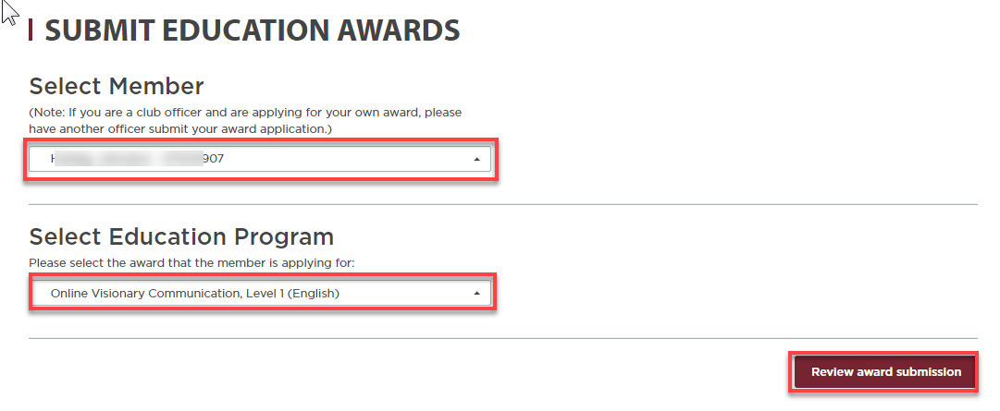 SUBMIT EDUCATION AWARDS
Select Member
(Note: If you are a club officer and are applying for your own award, please
have another officer submit your award application.)
907
Select Education Program
Please select the award that the member is applying for:
Online Visionary Communication, Level 1 (English)
Review award submission